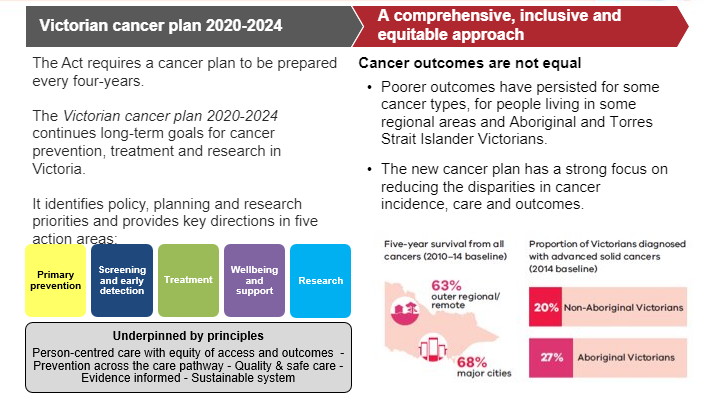 Victorian cancer plan 2020-2024
The Act requires a cancer plan to be prepared
every four-years.
The Victorian cancer plan 2020-2024
continues long-term goals for cancer
prevention, treatment and research in
Victoria.
It identifies policy, planning and research
priorities and provides key directions in five
action areas:
Primary
prevention
Screening
and early
detection
Treatment
Wellbeing
and
support
Research
Underpinned by principles
Person-centred care with equity of access and outcomes -
Prevention across the care pathway - Quality & safe care -
Evidence informed - Sustainable system
A comprehensive, inclusive and
equitable approach
Cancer outcomes are not equal
• Poorer outcomes have persisted for some
cancer types, for people living in some
regional areas and Aboriginal and Torres
Strait Islander Victorians.
• The new cancer plan has a strong focus on
reducing the disparities in cancer
incidence, care and outcomes.
Five-year survival from all
cancers (2010–14 baseline)
63%
outer regional/
remote
68%
major cities
Proportion of Victorians diagnosed
with advanced solid cancers
(2014 baseline)
20% Non-Aboriginal Victorians
27% Aboriginal Victorians